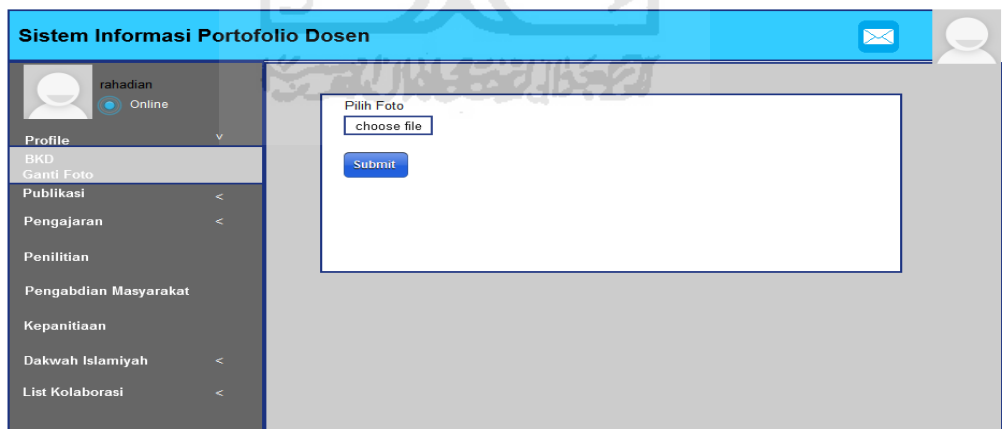 Sistem Informasi Portofolio Dosen
rahadian
Online
Profile v
BKD
Ganti Foto
Publikasi <
Pengajaran <
Penilitian
Pengabdian Masyarakat
Kepanitiaan
Dakwah Islamiyah <
List Kolaborasi <
Pilih Foto
choose file
Submit